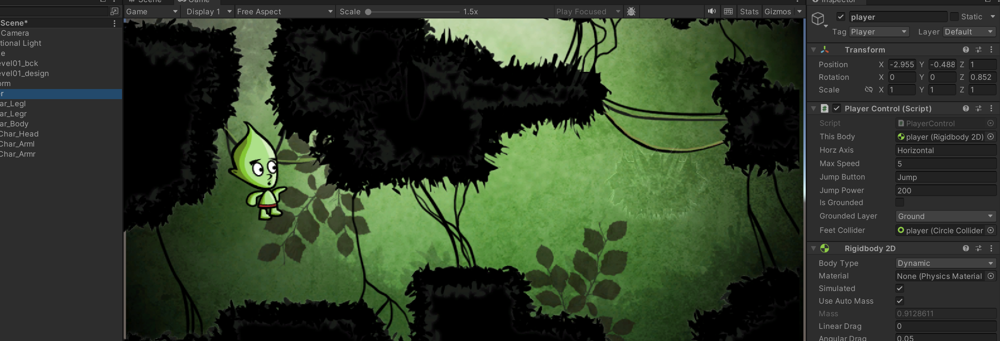 Scene
Game
Inspector
Game Display 1 Free Aspect Scale 1.5x Play Focused Stats Gizmos
Scene*
Camera
tional Light
e
evel01_bck
evel01_design
orm
er
ar_Legl
ar_Legr
ar_Body
Char_Head
Char_Arml
Char_Armr
player Static
Tag Player Layer Default
Transform
Position X -2.955 Y -0.488 Z 1
Rotation X 0 Y 0 Z 0.852
Scale X 1 Y 1 Z 1
# Player Control (Script)
Script # PlayerControl
This Body player (Rigidbody 2D)
Horz Axis Horizontal
Max Speed 5
Jump Button Jump
Jump Power 200
Is Grounded
Grounded Layer Ground
Feet Collider player (Circle Collider
Rigidbody 2D
Body Type Dynamic
Material None (Physics Material
Simulated
Use Auto Mass
Mass 0.9128611
Linear Drag 0
Angular Drag 0.05